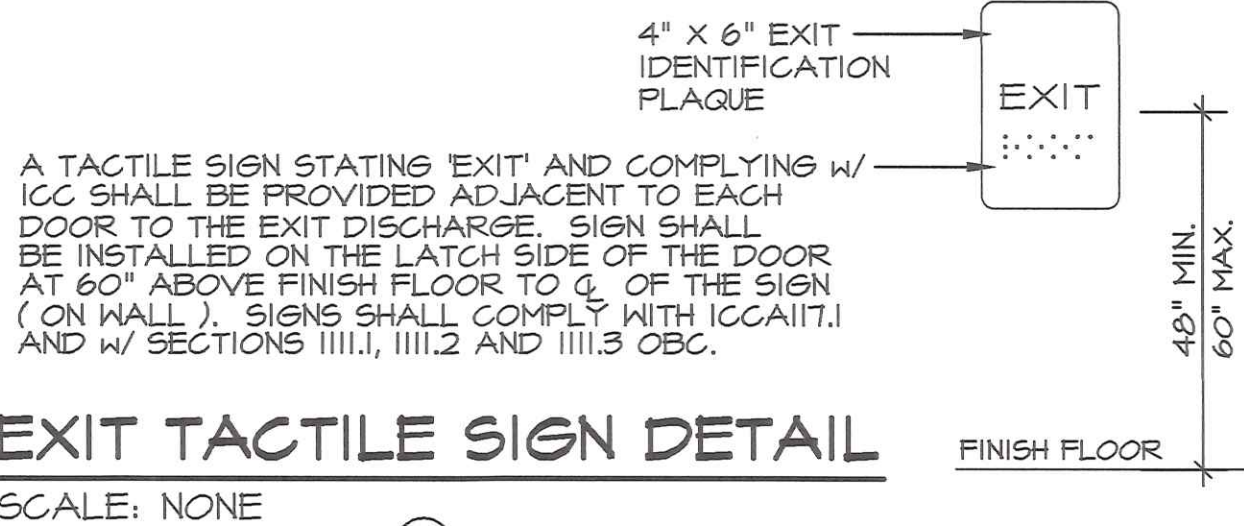 4" X 6" EXIT
IDENTIFICATION
PLAQUE
EXIT
A TACTILE SIGN STATING 'EXIT' AND COMPLYING w/
ICC SHALL BE PROVIDED ADJACENT TO EACH
DOOR TO THE EXIT DISCHARGE. SIGN SHALL
BE INSTALLED ON THE LATCH SIDE OF THE DOOR
AT 60" ABOVE FINISH FLOOR TO ℄ OF THE SIGN
( ON WALL ). SIGNS SHALL COMPLY WITH ICCA117.1
AND w/ SECTIONS 1111.1, 1111.2 AND 1111.3 OBC.
48" MIN.
60" MAX.
EXIT TACTILE SIGN DETAIL
FINISH FLOOR
SCALE: NONE